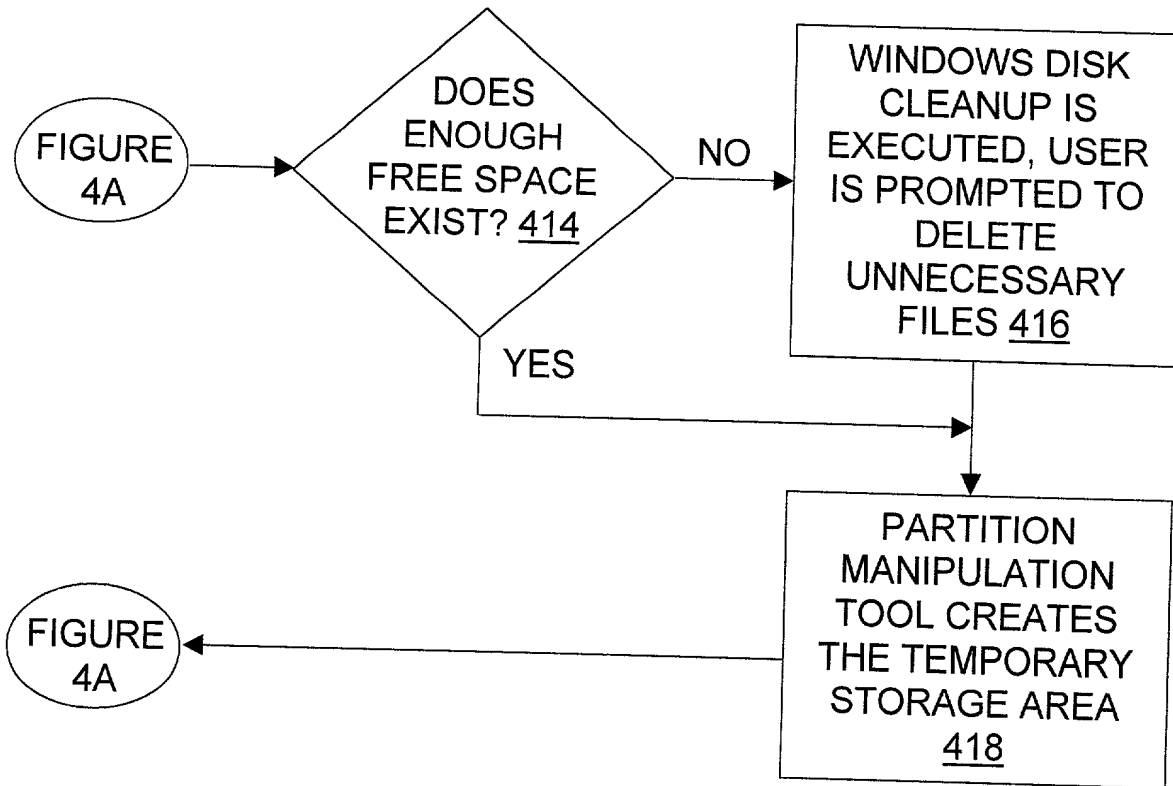 FIGURE
4A
DOES
ENOUGH
FREE SPACE
EXIST? 414
NO
WINDOWS DISK
CLEANUP IS
EXECUTED, USER
IS PROMPTED TO
DELETE
UNNECESSARY
FILES 416
YES
PARTITION
MANIPULATION
TOOL CREATES
THE TEMPORARY
STORAGE AREA
418
FIGURE
4A